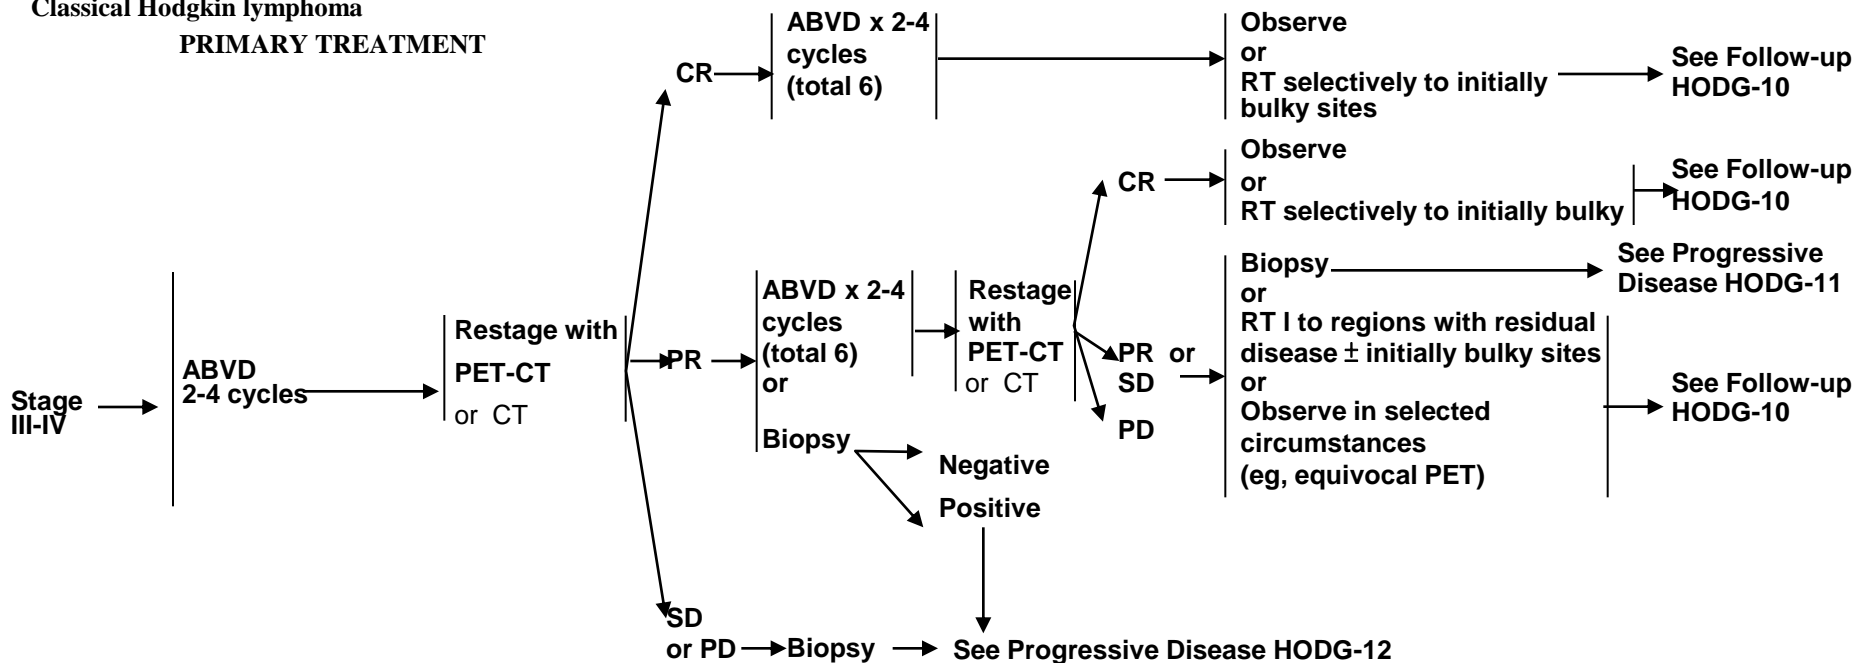 Classical Hodgkin lymphoma
PRIMARY TREATMENT
Stage
III-IV
ABVD
2-4 cycles
Restage with
PET-CT
or CT
CR
ABVD x 2-4
cycles
(total 6)
Observe
or
RT selectively to initially
bulky sites
See Follow-up
HODG-10
PR
ABVD x 2-4
cycles
(total 6)
or
Biopsy
Restage
with
PET-CT
or CT
CR
Observe
or
RT selectively to initially bulky
See Follow-up
HODG-10
PR or
SD
PD
Biopsy
or
RT I to regions with residual
disease ± initially bulky sites
or
Observe in selected
circumstances
(eg, equivocal PET)
See Progressive
Disease HODG-11
See Follow-up
HODG-10
Negative
Positive
SD
or PD
Biopsy
See Progressive Disease HODG-12